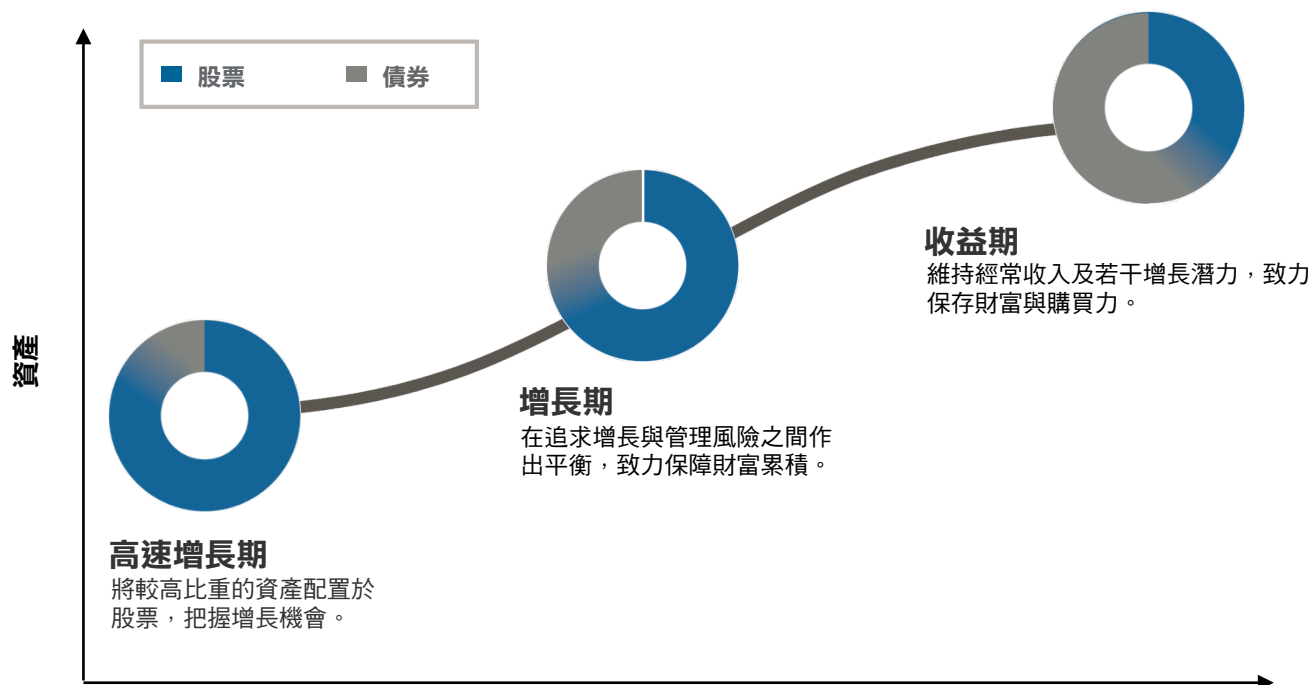 股票
債券
收益期
維持經常收入及若干增長潛力，致力
保存財富與購買力。
資產
增長期
在追求增長與管理風險之間作
出平衡，致力保障財富累積。
高速增長期
將較高比重的資產配置於
股票，把握增長機會。